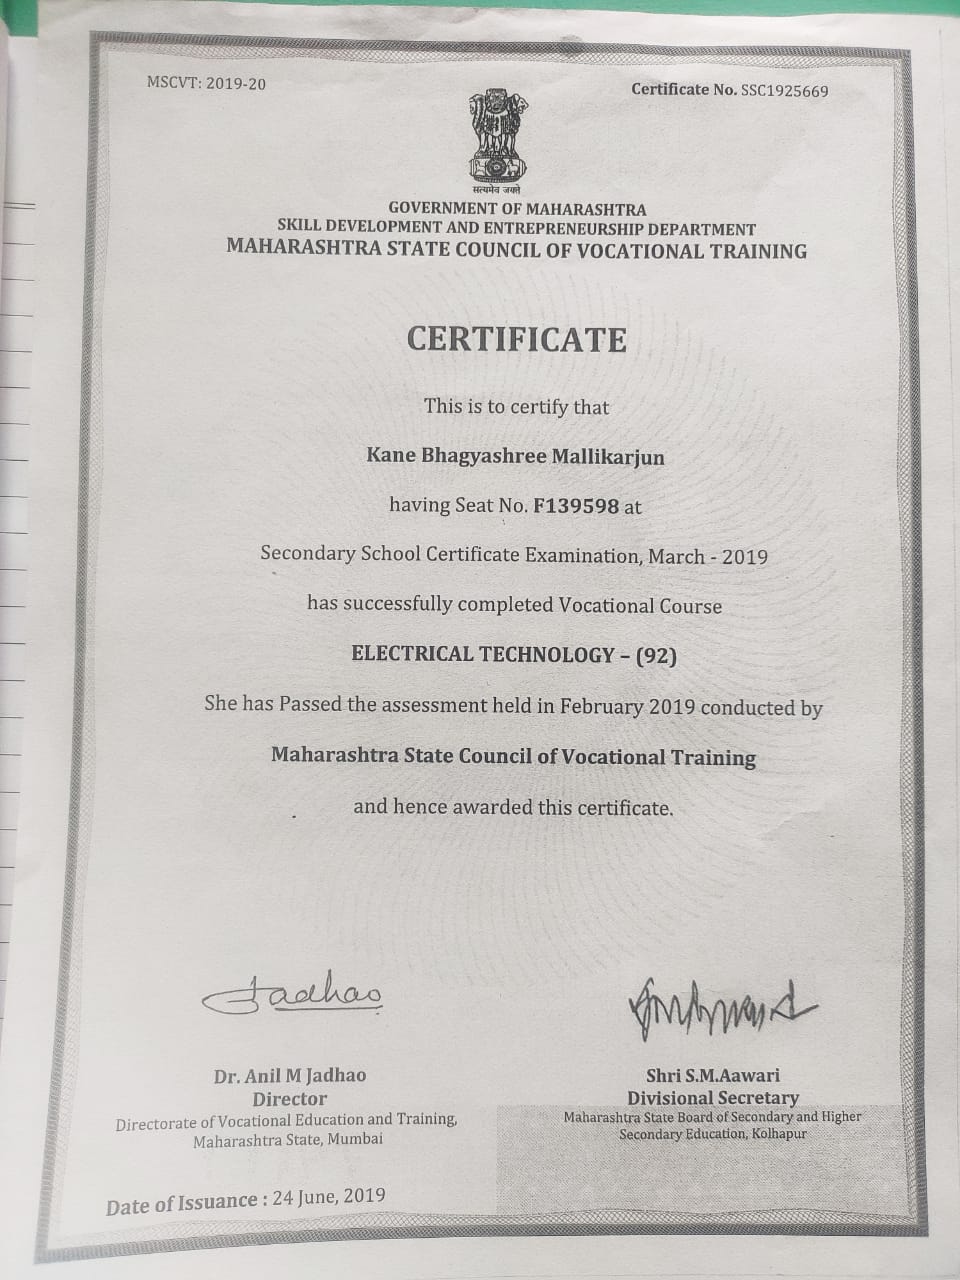 MSCVT: 2019-20
Certificate No. SSC1925669
सत्यमेव जयते
GOVERNMENT OF MAHARASHTRA
SKILL DEVELOPMENT AND ENTREPRENEURSHIP DEPARTMENT
MAHARASHTRA STATE COUNCIL OF VOCATIONAL TRAINING
CERTIFICATE
This is to certify that
Kane Bhagyashree Mallikarjun
having Seat No. F139598 at
Secondary School Certificate Examination, March - 2019
has successfully completed Vocational Course
ELECTRICAL TECHNOLOGY – (92)
She has Passed the assessment held in February 2019 conducted by
Maharashtra State Council of Vocational Training
and hence awarded this certificate.
Jadhao
Dr. Anil M Jadhao
Director
Directorate of Vocational Education and Training,
Maharashtra State, Mumbai
Shri S.M.Aawari
Divisional Secretary
Maharashtra State Board of Secondary and Higher
Secondary Education, Kolhapur
Date of Issuance : 24 June, 2019